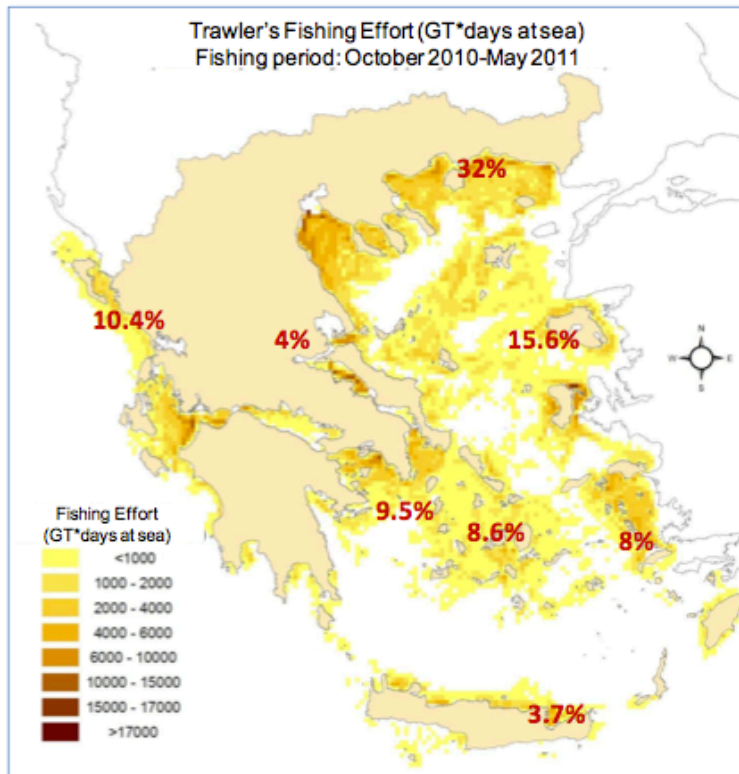 Trawler's Fishing Effort (GT*days at sea)
Fishing period: October 2010-May 2011
32%
10.4%
4%
15.6%
N
W
E
S
9.5%
8.6%
8%
3.7%
Fishing Effort
(GT*days at sea)
<1000
1000 - 2000
2000 - 4000
4000 - 6000
6000 - 10000
10000 - 15000
15000 - 17000
>17000